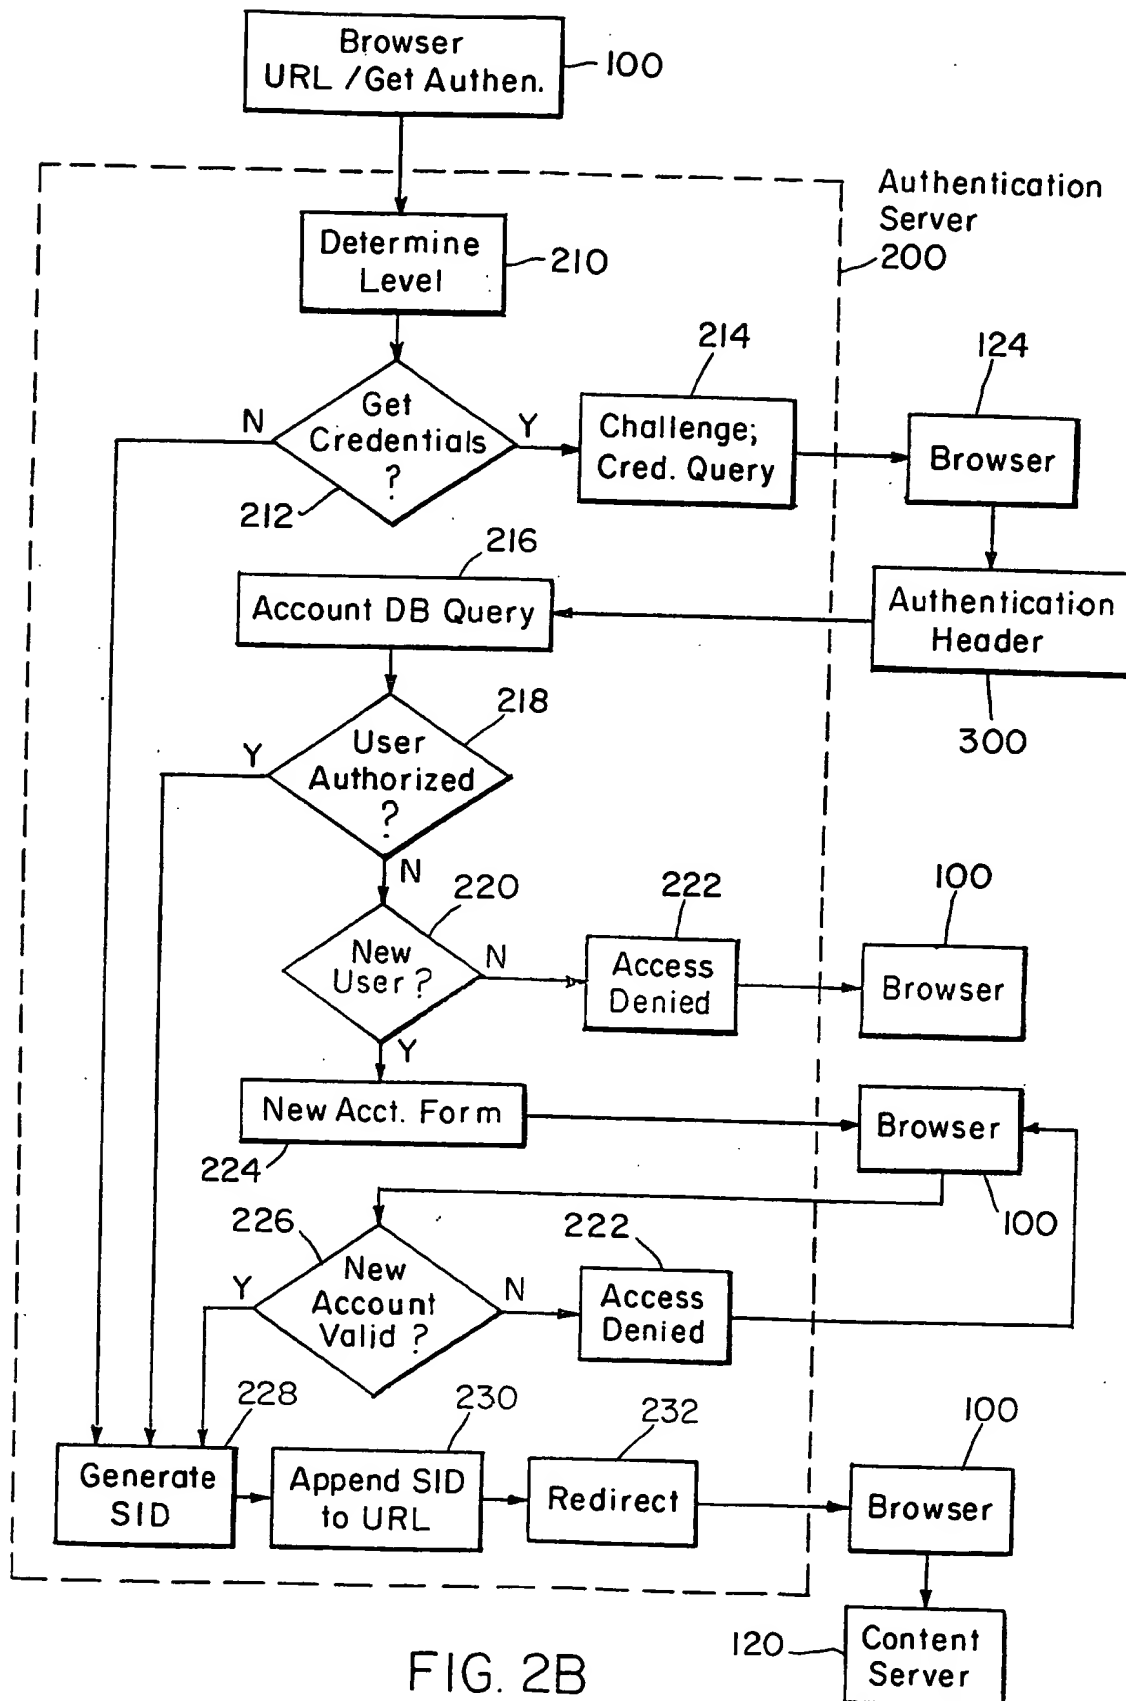 Browser
URL /Get Authen.
100
Authentication
Server
200
Determine
Level
210
214
124
N
Get
Credentials
?
Y
212
Challenge;
Cred. Query
Browser
216
Account DB Query
Authentication
Header
300
218
Y
User
Authorized
?
N
220
222
100
New
User ?
N
Access
Denied
Browser
Y
New Acct. Form
224
Browser
100
226
222
Y
New
Account
Valid ?
N
Access
Denied
228
230
232
100
Generate
SID
Append SID
to URL
Redirect
Browser
120
Content
Server
FIG. 2B